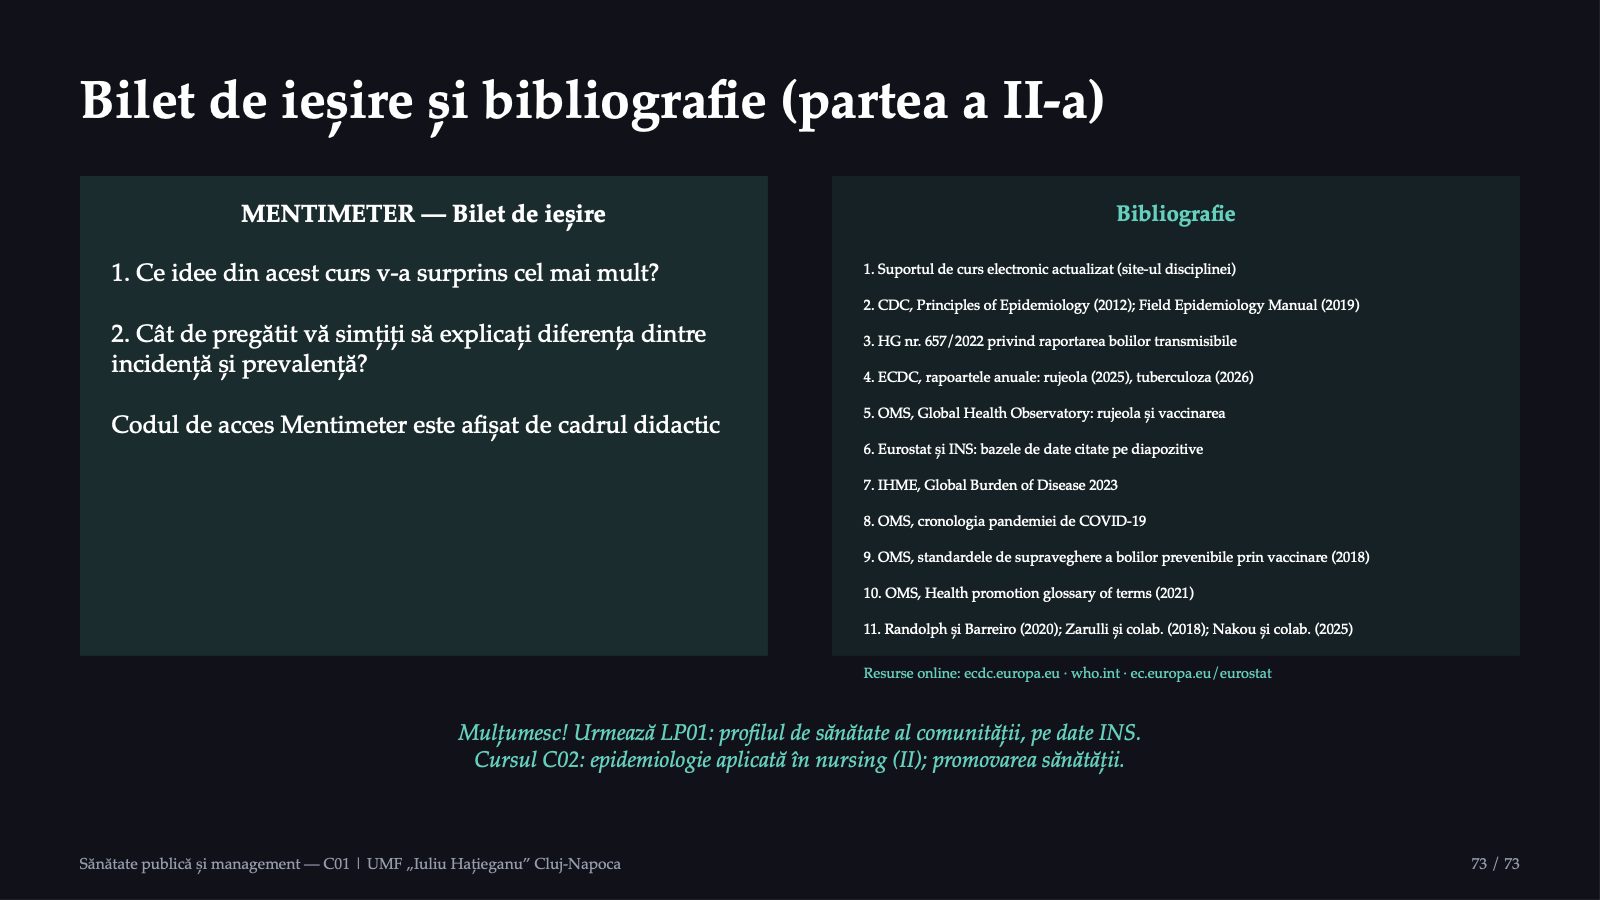 Bilet de ieșire și bibliografie (partea a II-a)
MENTIMETER — Bilet de ieșire
1. Ce idee din acest curs v-a surprins cel mai mult?
2. Cât de pregătit vă simțiți să explicați diferența dintre
incidență și prevalență?
Codul de acces Mentimeter este afișat de cadrul didactic
Bibliografie
1. Suportul de curs electronic actualizat (site-ul disciplinei)
2. CDC, Principles of Epidemiology (2012); Field Epidemiology Manual (2019)
3. HG nr. 657/2022 privind raportarea bolilor transmisibile
4. ECDC, rapoartele anuale: rujeola (2025), tuberculoza (2026)
5. OMS, Global Health Observatory: rujeola și vaccinarea
6. Eurostat și INS: bazele de date citate pe diapozitive
7. IHME, Global Burden of Disease 2023
8. OMS, cronologia pandemiei de COVID-19
9. OMS, standardele de supraveghere a bolilor prevenibile prin vaccinare (2018)
10. OMS, Health promotion glossary of terms (2021)
11. Randolph și Barreiro (2020); Zarulli și colab. (2018); Nakou și colab. (2025)
Resurse online: ecdc.europa.eu · who.int · ec.europa.eu/eurostat
Mulțumesc! Urmează LP01: profilul de sănătate al comunității, pe date INS.
Cursul C02: epidemiologie aplicată în nursing (II); promovarea sănătății.
Sănătate publică și management — C01 | UMF „Iuliu Hațieganu” Cluj-Napoca
73 / 73